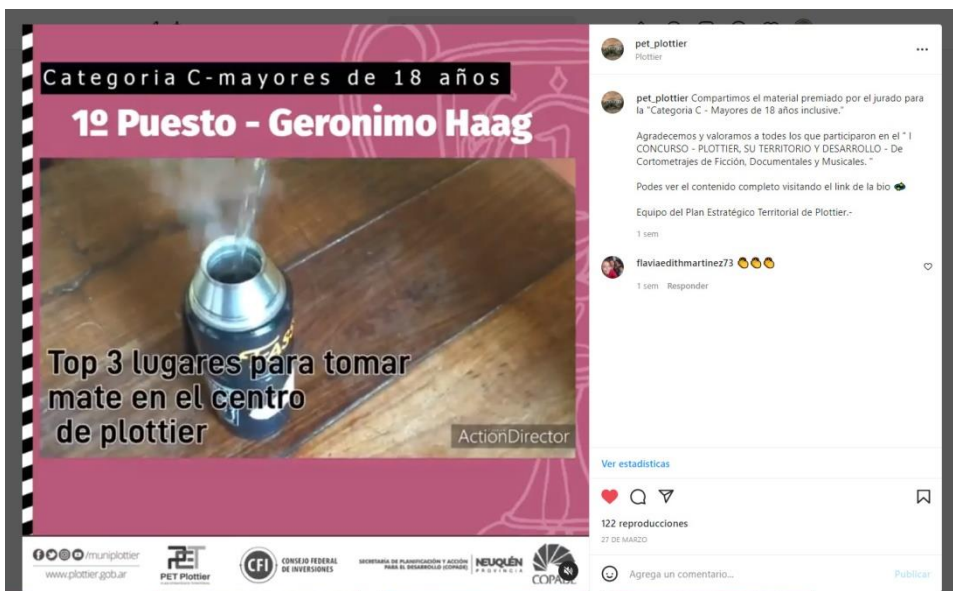 Categoria C-mayores de 18 años
1º Puesto - Geronimo Haag
Top 3 lugares para tomar
mate en el centro
de plottier
ActionDirector
/muniplottier
www.plottier.gob.ar
PET Plottier
CFI
CONSEJO FEDERAL
DE INVERSIONES
SECRETARÍA DE PLANIFICACIÓN Y ACCIÓN
PARA EL DESARROLLO (COPADE)
NEUQUÉN
PROVINCIA
COPADE
pet_plottier
Plottier
pet_plottier Compartimos el material premiado por el jurado para
la "Categoria C - Mayores de 18 años inclusive."
Agradecemos y valoramos a todes los que participaron en el " I
CONCURSO - PLOTTIER, SU TERRITORIO Y DESARROLLO - De
Cortometrajes de Ficción, Documentales y Musicales. "
Podes ver el contenido completo visitando el link de la bio
Equipo del Plan Estratégico Territorial de Plottier.-
1 sem
flaviaedithmartinez73
1 sem Responder
Ver estadísticas
122 reproducciones
27 DE MARZO
Agrega un comentario...
Publicar